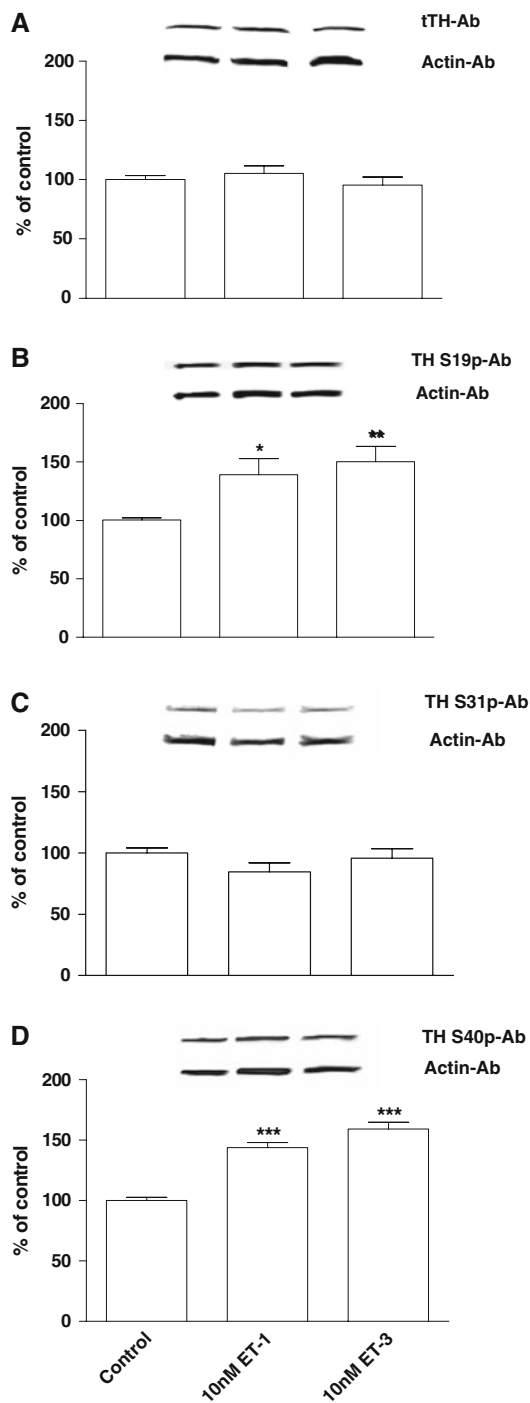 A
tTH-Ab
Actin-Ab
200
150
100
50
0
% of control
B
TH S19p-Ab
Actin-Ab
200
150
100
50
0
% of control
*
**
C
TH S31p-Ab
Actin-Ab
200
150
100
50
0
% of control
D
TH S40p-Ab
Actin-Ab
200
150
100
50
0
% of control
***
***
Control
10nM ET-1
10nM ET-3